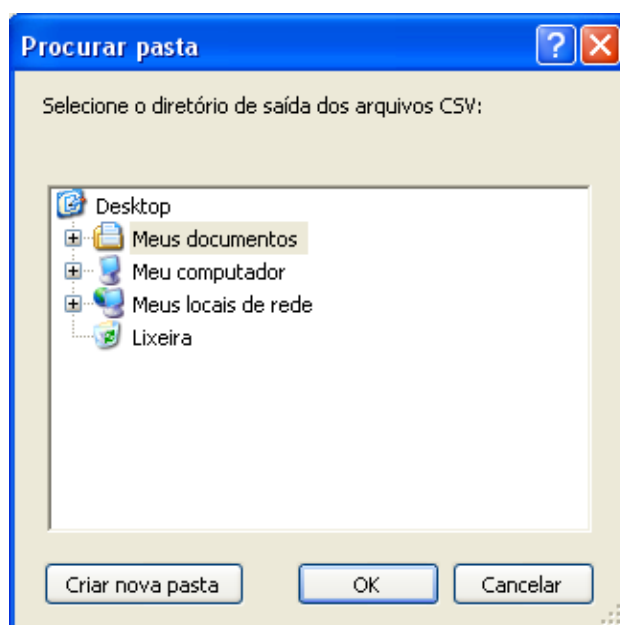 Procurar pasta
Selecione o diretório de saída dos arquivos CSV:
Desktop
Meus documentos
Meu computador
Meus locais de rede
Lixeira
Criar nova pasta OK Cancelar